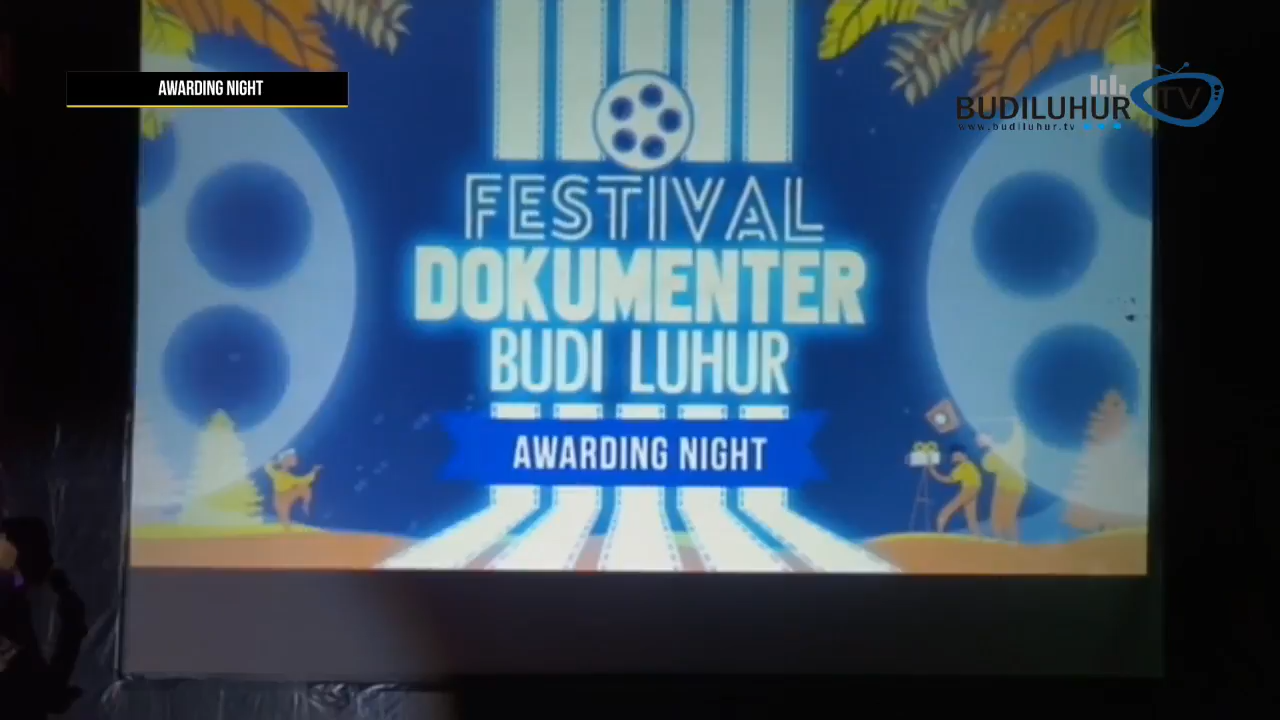 AWARDING NIGHT
BUDILUHUR TV
www.budiluhur.tv
FESTIVAL
DOKUMENTER
BUDI LUHUR
AWARDING NIGHT